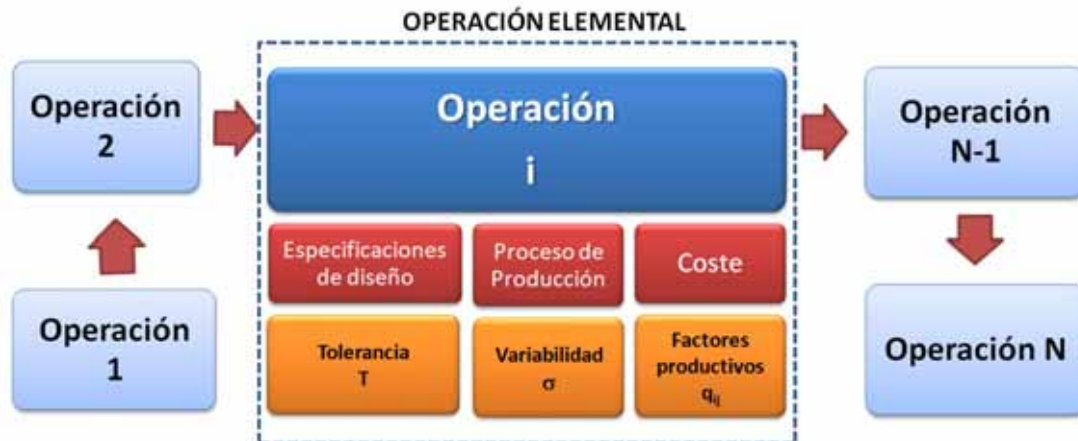 OPERACIÓN ELEMENTAL
Operación
1
Operación
2
Operación
i
Especificaciones
de diseño
Proceso de
Producción
Coste
Tolerancia
T
Variabilidad
σ
Factores
productivos
qij
Operación
N-1
Operación N